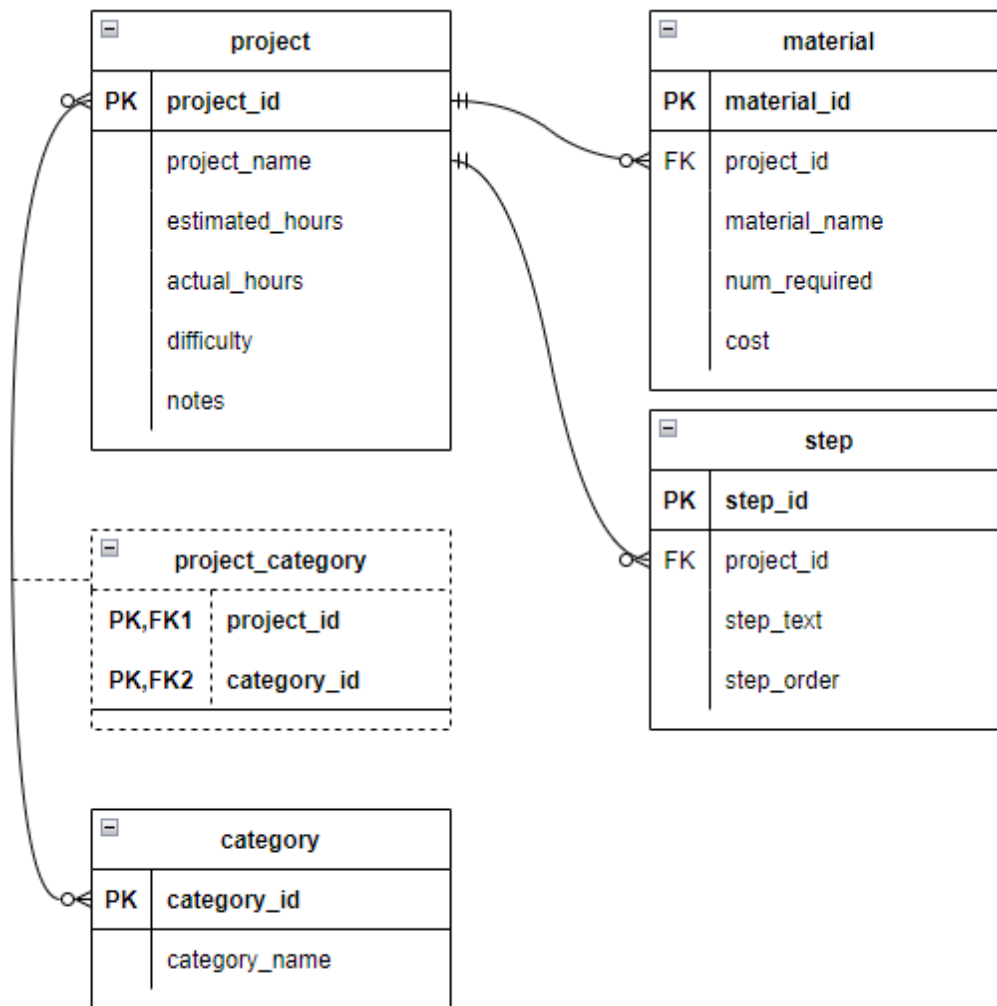 project
PK project_id
project_name
estimated_hours
actual_hours
difficulty
notes
material
PK material_id
FK project_id
material_name
num_required
cost
step
PK step_id
FK project_id
step_text
step_order
project_category
PK,FK1 project_id
PK,FK2 category_id
category
PK category_id
category_name